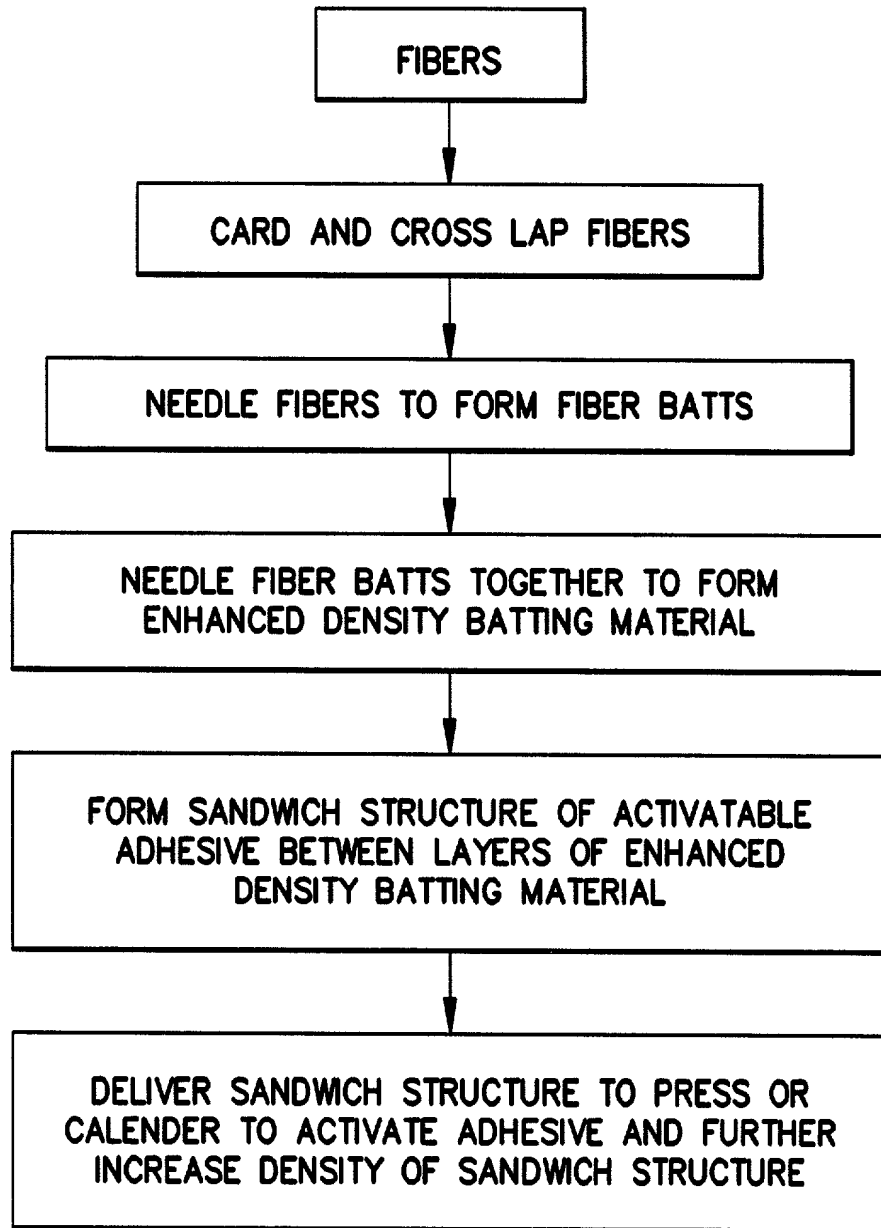 FIBERS
CARD AND CROSS LAP FIBERS
NEEDLE FIBERS TO FORM FIBER BATTS
NEEDLE FIBER BATTS TOGETHER TO FORM
ENHANCED DENSITY BATTING MATERIAL
FORM SANDWICH STRUCTURE OF ACTIVATABLE
ADHESIVE BETWEEN LAYERS OF ENHANCED
DENSITY BATTING MATERIAL
DELIVER SANDWICH STRUCTURE TO PRESS OR
CALENDER TO ACTIVATE ADHESIVE AND FURTHER
INCREASE DENSITY OF SANDWICH STRUCTURE